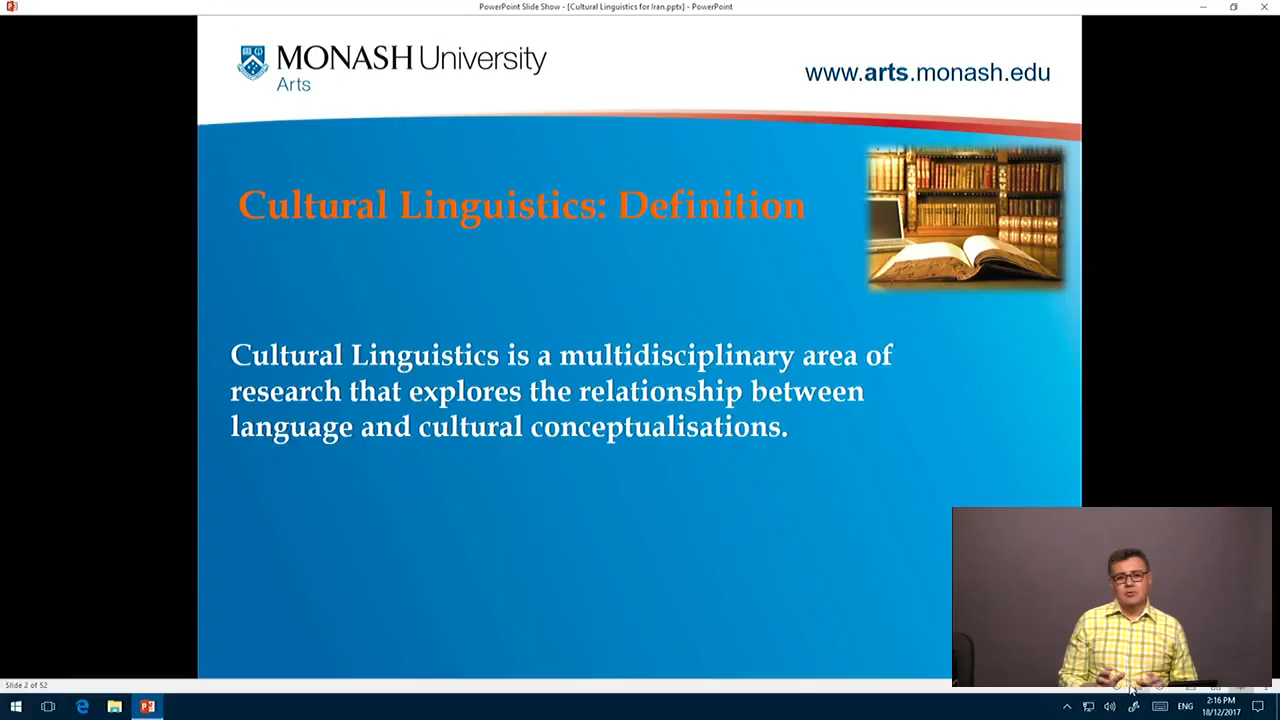 PowerPoint Slide Show - [Cultural Linguistics for Iran.pptx] - PowerPoint
MONASH University
Arts
www.arts.monash.edu
Cultural Linguistics: Definition
Cultural Linguistics is a multidisciplinary area of
research that explores the relationship between
language and cultural conceptualisations.
Slide 2 of 52
ENG
2:16 PM
18/12/2017